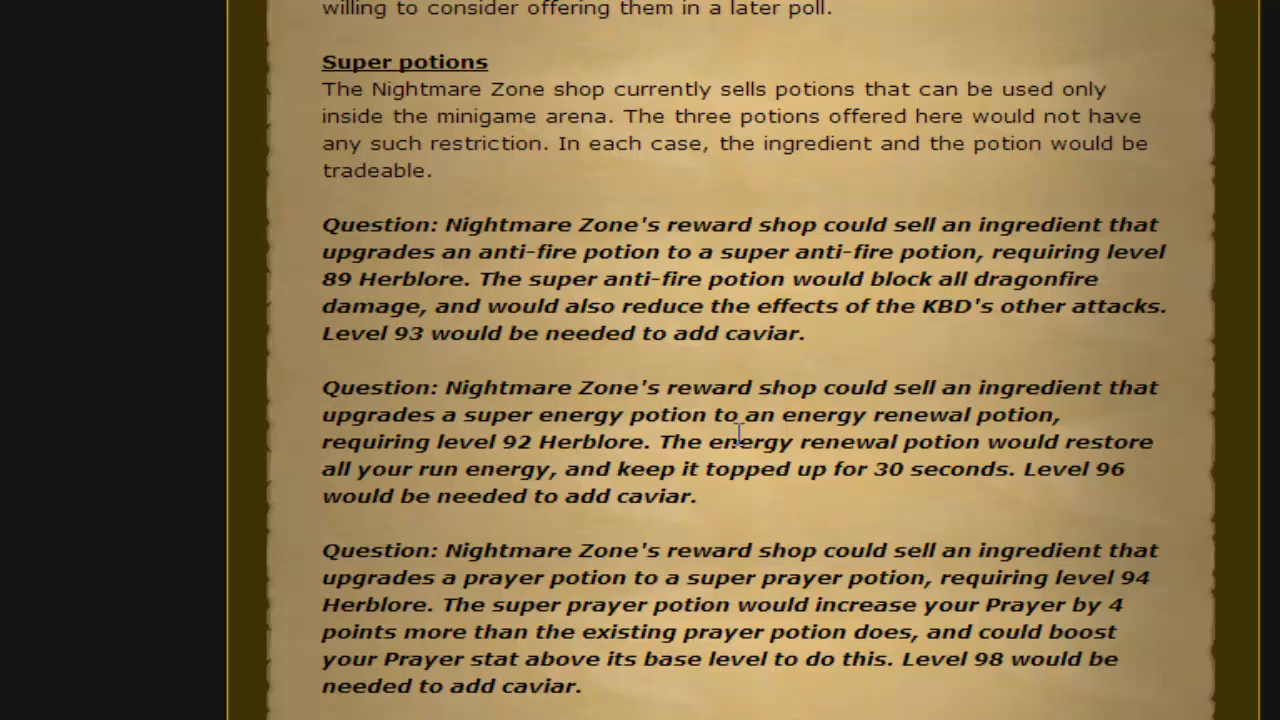 willing to consider offering them in a later poll.
Super potions
The Nightmare Zone shop currently sells potions that can be used only
inside the minigame arena. The three potions offered here would not have
any such restriction. In each case, the ingredient and the potion would be
tradeable.
Question: Nightmare Zone's reward shop could sell an ingredient that
upgrades an anti-fire potion to a super anti-fire potion, requiring level
89 Herblore. The super anti-fire potion would block all dragonfire
damage, and would also reduce the effects of the KBD's other attacks.
Level 93 would be needed to add caviar.
Question: Nightmare Zone's reward shop could sell an ingredient that
upgrades a super energy potion to an energy renewal potion,
requiring level 92 Herblore. The energy renewal potion would restore
all your run energy, and keep it topped up for 30 seconds. Level 96
would be needed to add caviar.
Question: Nightmare Zone's reward shop could sell an ingredient that
upgrades a prayer potion to a super prayer potion, requiring level 94
Herblore. The super prayer potion would increase your Prayer by 4
points more than the existing prayer potion does, and could boost
your Prayer stat above its base level to do this. Level 98 would be
needed to add caviar.